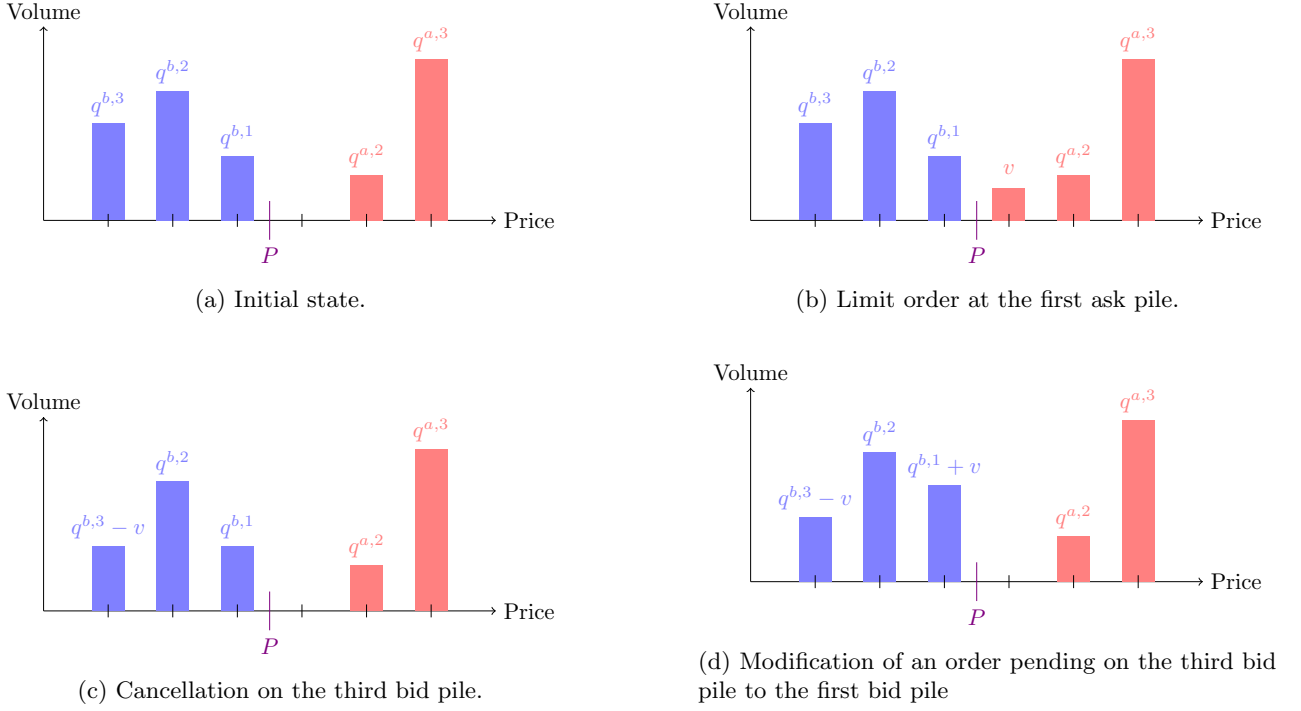 Volume
$q^{b,3}$
$q^{b,2}$
$q^{b,1}$
$q^{a,2}$
$q^{a,3}$
Price
$P$
(a) Initial state.
Volume
$q^{b,3}$
$q^{b,2}$
$q^{b,1}$
$v$
$q^{a,2}$
$q^{a,3}$
Price
$P$
(b) Limit order at the first ask pile.
Volume
$q^{b,3} - v$
$q^{b,2}$
$q^{b,1}$
$q^{a,2}$
$q^{a,3}$
Price
$P$
(c) Cancellation on the third bid pile.
Volume
$q^{b,3} - v$
$q^{b,2}$
$q^{b,1} + v$
$q^{a,2}$
$q^{a,3}$
Price
$P$
(d) Modification of an order pending on the third bid
pile to the first bid pile